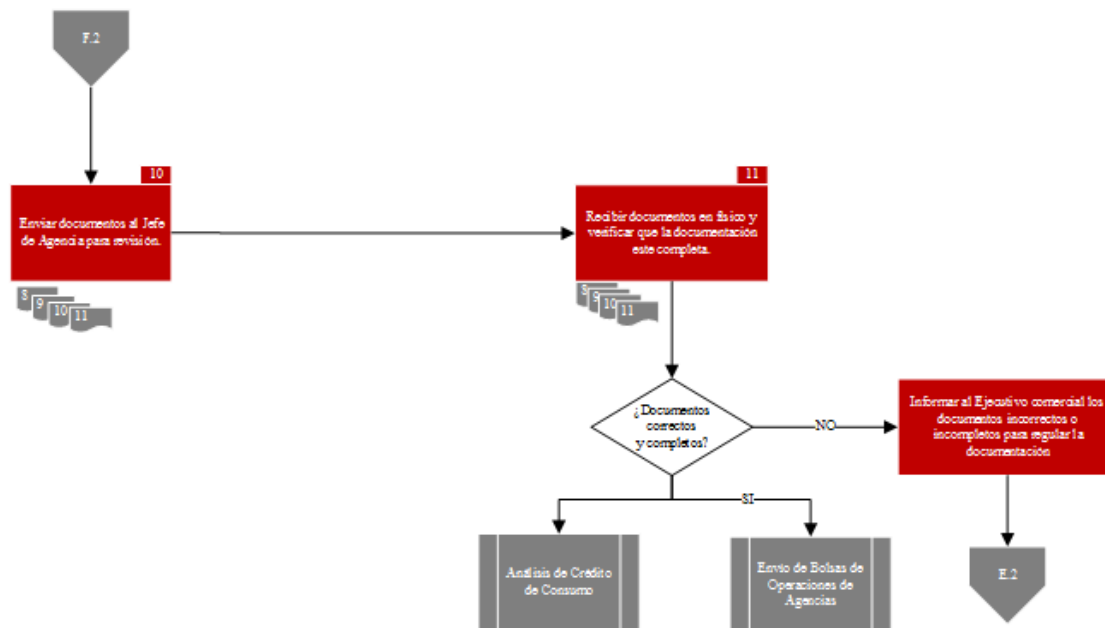 F.2
10
Enviar documentos al Jefe
de Agencia para revisión.
8
9
10
11
11
Recibir documentos en físico y
verificar que la documentación
este completa.
8
9
10
11
¿Documentos
correctos
y completos?
NO
Informar al Ejecutivo comercial los
documentos incorrectos o
incompletos para regular la
documentación
SI
Análisis de Crédito
de Consumo
Envío de Bolsas de
Operaciones de
Agencias
E.2